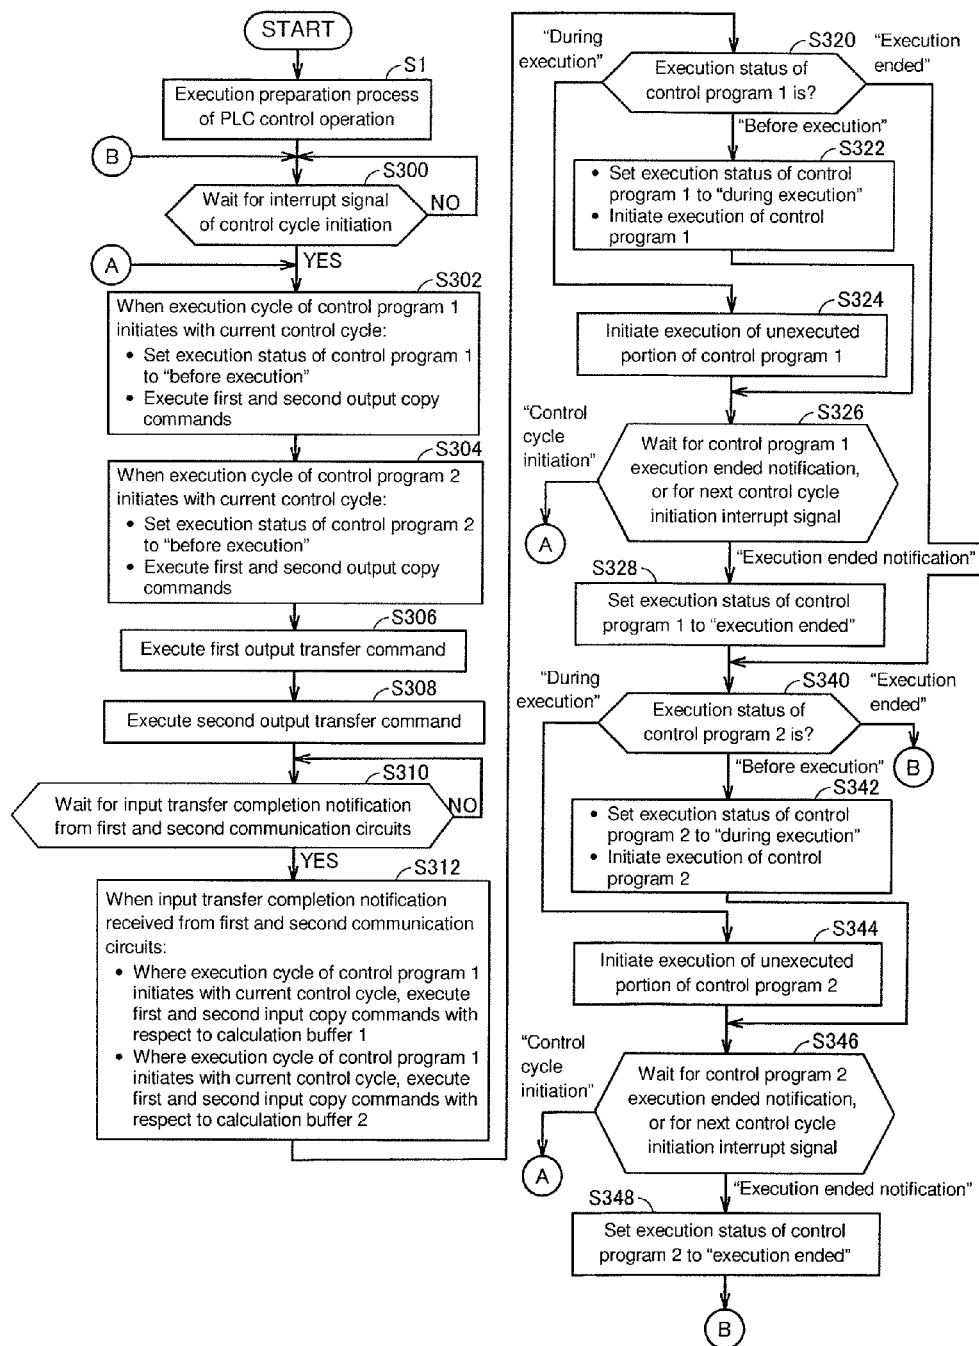 START
S1
Execution preparation process
of PLC control operation
B
S300
Wait for interrupt signal
of control cycle initiation
NO
A
YES
S302
When execution cycle of control program 1
initiates with current control cycle:
• Set execution status of control program 1
to “before execution”
• Execute first and second output copy
commands
S304
When execution cycle of control program 2
initiates with current control cycle:
• Set execution status of control program 2
to “before execution”
• Execute first and second output copy
commands
S306
Execute first output transfer command
S308
Execute second output transfer command
S310
Wait for input transfer completion notification
from first and second communication circuits
NO
YES
S312
When input transfer completion notification
received from first and second communication
circuits:
• Where execution cycle of control program 1
initiates with current control cycle, execute
first and second input copy commands with
respect to calculation buffer 1
• Where execution cycle of control program 1
initiates with current control cycle, execute
first and second input copy commands with
respect to calculation buffer 2
“During
execution”
S320
“Execution
ended”
Execution status of
control program 1 is?
“Before execution”
S322
• Set execution status of control
program 1 to “during execution”
• Initiate execution of control
program 1
S324
Initiate execution of unexecuted
portion of control program 1
“Control
cycle
initiation”
S326
Wait for control program 1
execution ended notification,
or for next control cycle
initiation interrupt signal
A
“Execution ended notification”
S328
Set execution status of control
program 1 to “execution ended”
“During
execution”
S340
“Execution
ended”
Execution status of
control program 2 is?
B
“Before execution”
S342
• Set execution status of control
program 2 to “during execution”
• Initiate execution of control
program 2
S344
Initiate execution of unexecuted
portion of control program 2
“Control
cycle
initiation”
S346
Wait for control program 2
execution ended notification,
or for next control cycle
initiation interrupt signal
A
“Execution ended notification”
S348
Set execution status of control
program 2 to “execution ended”
B